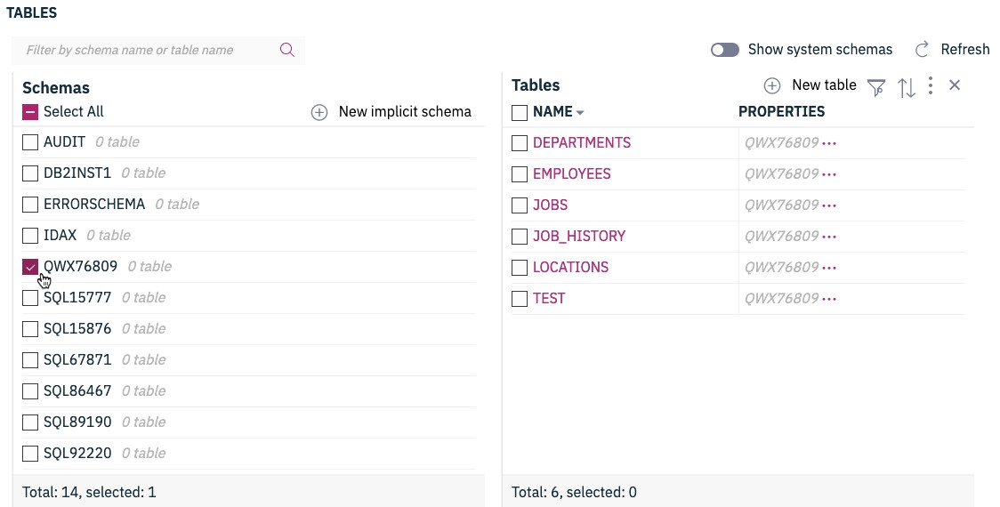 TABLES
Filter by schema name or table name
Show system schemas
Refresh
Schemas
Select All
New implicit schema
AUDIT 0 table
DB2INST1 0 table
ERRORSCHEMA 0 table
IDAX 0 table
QWX76809 0 table
SQL15777 0 table
SQL15876 0 table
SQL67871 0 table
SQL86467 0 table
SQL89190 0 table
SQL92220 0 table
Total: 14, selected: 1
Tables
New table
NAME PROPERTIES
DEPARTMENTS QWX76809 •••
EMPLOYEES QWX76809 •••
JOBS QWX76809 •••
JOB_HISTORY QWX76809 •••
LOCATIONS QWX76809 •••
TEST QWX76809 •••
Total: 6, selected: 0